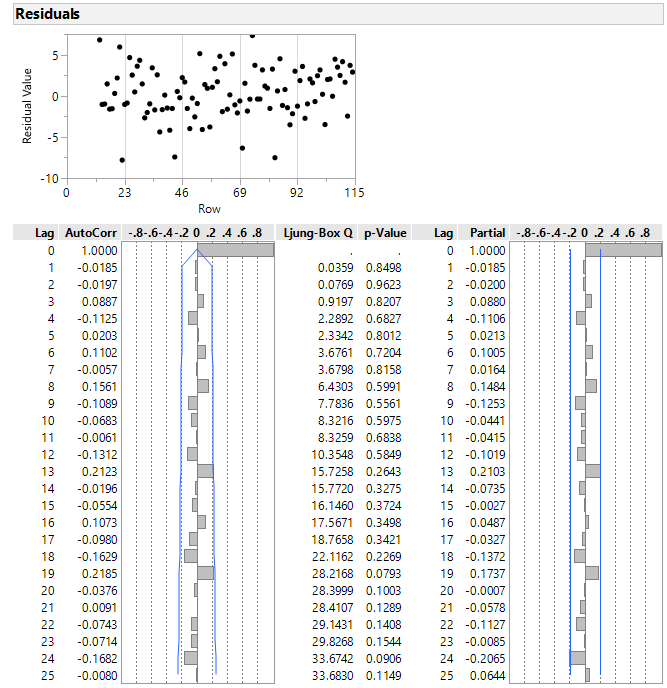 Residuals
Residual Value
5
0
-5
-10
0 23 46 69 92 115
Row
Lag AutoCorr -.8-.6-.4-.2 0 .2 .4 .6 .8 Ljung-Box Q p-Value Lag Partial -.8-.6-.4-.2 0 .2 .4 .6 .8
0 1.0000 . . 0 1.0000
1 -0.0185 0.0359 0.8498 1 -0.0185
2 -0.0197 0.0769 0.9623 2 -0.0200
3 0.0887 0.9197 0.8207 3 0.0880
4 -0.1125 2.2892 0.6827 4 -0.1106
5 0.0203 2.3342 0.8012 5 0.0213
6 0.1102 3.6761 0.7204 6 0.1005
7 -0.0057 3.6798 0.8158 7 0.0164
8 0.1561 6.4303 0.5991 8 0.1484
9 -0.1089 7.7836 0.5561 9 -0.1253
10 -0.0683 8.3216 0.5975 10 -0.0441
11 -0.0061 8.3259 0.6838 11 -0.0415
12 -0.1312 10.3548 0.5849 12 -0.1019
13 0.2123 15.7258 0.2643 13 0.2103
14 -0.0196 15.7720 0.3275 14 -0.0735
15 -0.0554 16.1460 0.3724 15 -0.0027
16 0.1073 17.5671 0.3498 16 0.0487
17 -0.0980 18.7658 0.3421 17 -0.0327
18 -0.1629 22.1162 0.2269 18 -0.1372
19 0.2185 28.2168 0.0793 19 0.1737
20 -0.0376 28.3999 0.1003 20 -0.0007
21 0.0091 28.4107 0.1289 21 -0.0578
22 -0.0743 29.1431 0.1408 22 -0.1127
23 -0.0714 29.8268 0.1544 23 -0.0085
24 -0.1682 33.6742 0.0906 24 -0.2065
25 -0.0080 33.6830 0.1149 25 0.0644